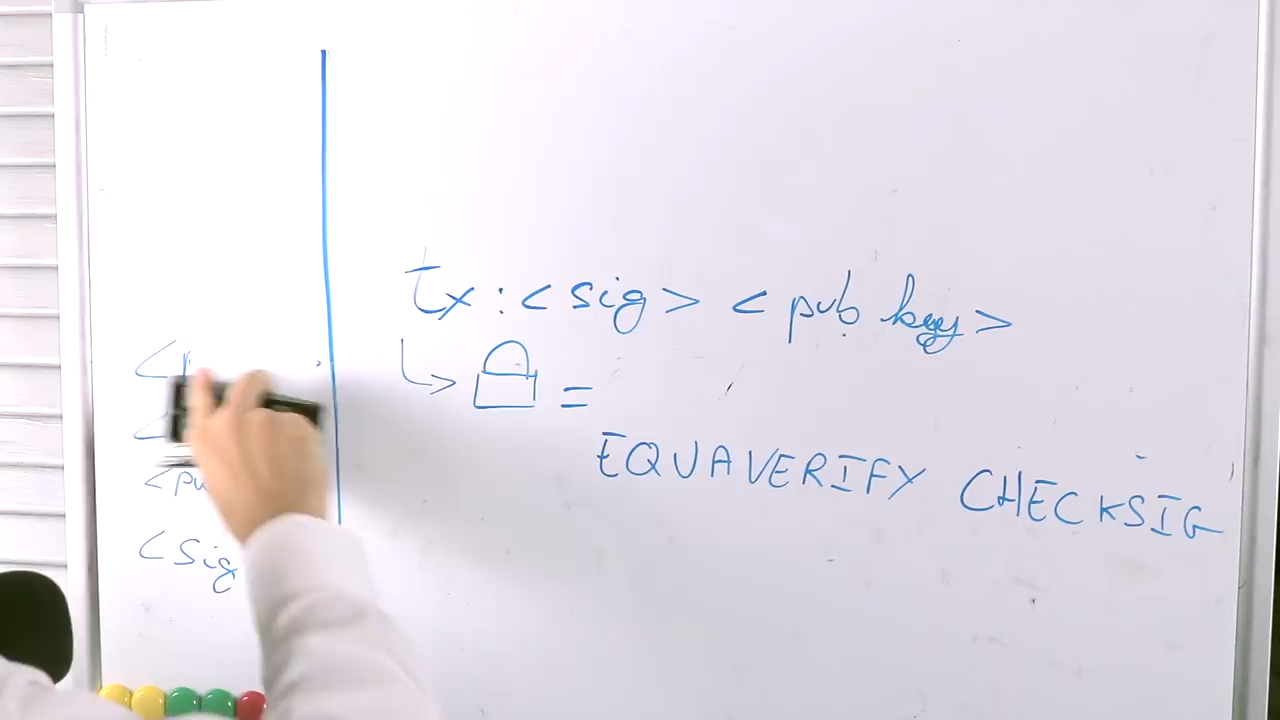 tx: <sig> <pub key>
=
EQUAVERIFY CHECKSIG
<pu
<sig